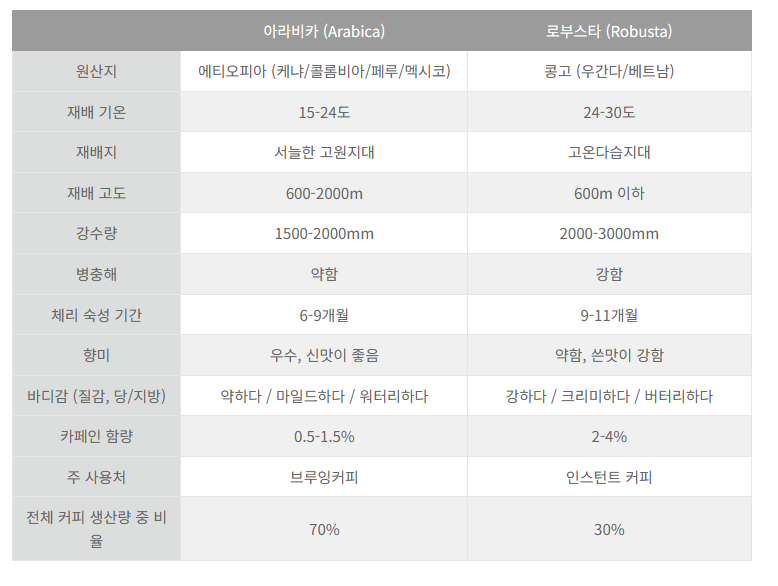 아라비카 (Arabica) 로부스타 (Robusta)
원산지 에티오피아 (케냐/콜롬비아/페루/멕시코) 콩고 (우간다/베트남)
재배 기온 15-24도 24-30도
재배지 서늘한 고원지대 고온다습지대
재배 고도 600-2000m 600m 이하
강수량 1500-2000mm 2000-3000mm
병충해 약함 강함
체리 숙성 기간 6-9개월 9-11개월
향미 우수, 신맛이 좋음 약함, 쓴맛이 강함
바디감 (질감, 당/지방) 약하다 / 마일드하다 / 워터리하다 강하다 / 크리미하다 / 버터리하다
카페인 함량 0.5-1.5% 2-4%
주 사용처 브루잉커피 인스턴트 커피
전체 커피 생산량 중 비
율 70% 30%